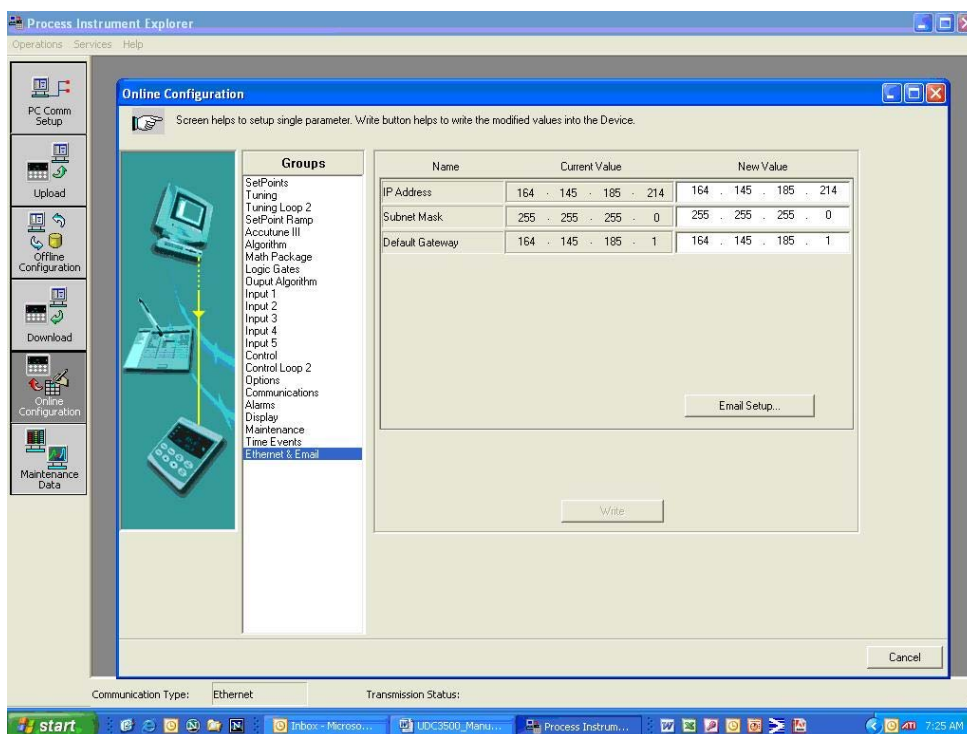 Process Instrument Explorer
Operations Services Help
PC Comm
Setup
Upload
Offline
Configuration
Download
Online
Configuration
Maintenance
Data
Online Configuration
Screen helps to setup single parameter. Write button helps to write the modified values into the Device.
Groups
SetPoints
Tuning
Tuning Loop 2
SetPoint Ramp
Accutune III
Algorithm
Math Package
Logic Gates
Ouput Algorithm
Input 1
Input 2
Input 3
Input 4
Input 5
Control
Control Loop 2
Options
Communications
Alarms
Display
Maintenance
Time Events
Ethernet & Email
Name Current Value New Value
IP Address 164 . 145 . 185 . 214 164 . 145 . 185 . 214
Subnet Mask 255 . 255 . 255 . 0 255 . 255 . 255 . 0
Default Gateway 164 . 145 . 185 . 1 164 . 145 . 185 . 1
Email Setup...
Write
Cancel
Communication Type: Ethernet Transmission Status:
start Inbox - Microso... UDC3500_Manu... Process Instrum... 7:25 AM